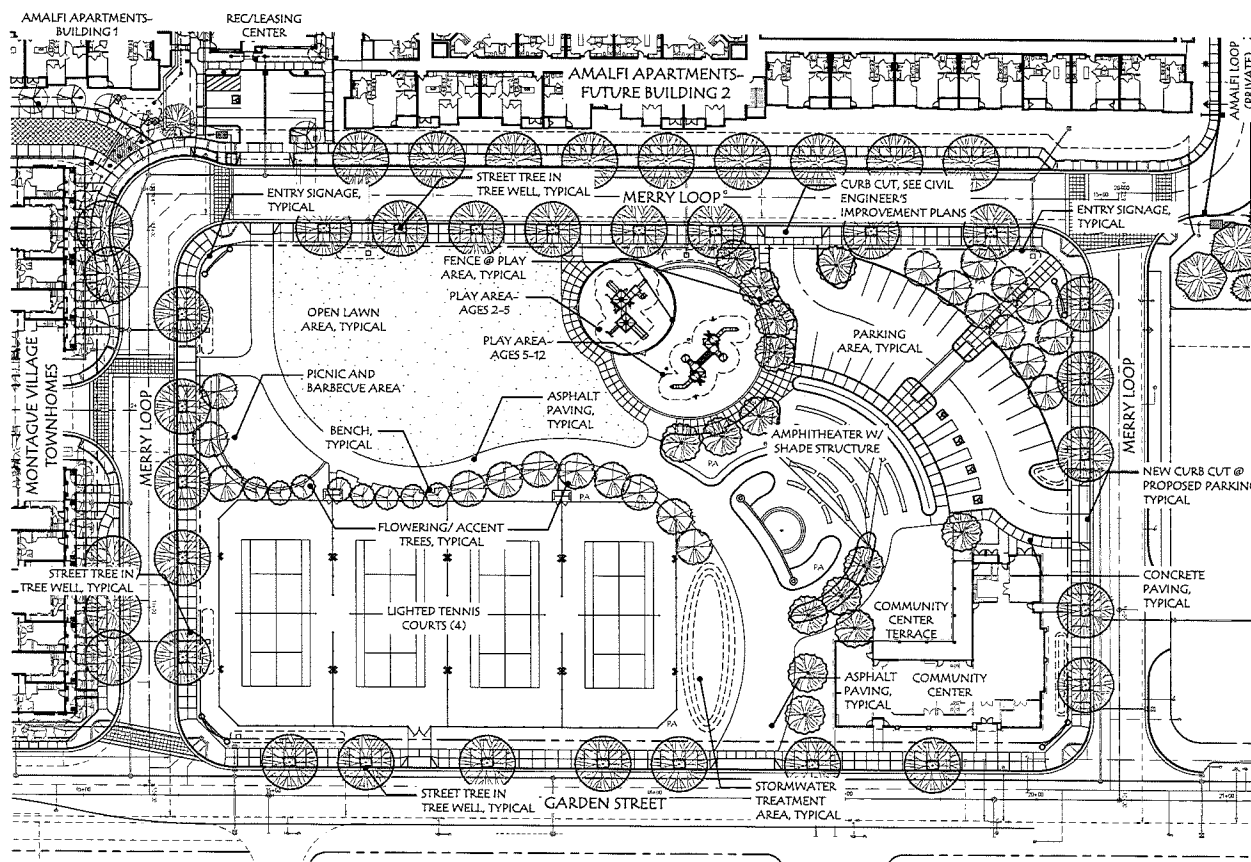 AMALFI APARTMENTS-
BUILDING 1
REC/LEASING
CENTER
AMALFI APARTMENTS-
FUTURE BUILDING 2
AMALFI LOOP
(PRIVATE)
STREET TREE IN
TREE WELL, TYPICAL
ENTRY SIGNAGE,
TYPICAL
MERRY LOOP
CURB CUT, SEE CIVIL
ENGINEER'S
IMPROVEMENT PLANS
ENTRY SIGNAGE,
TYPICAL
FENCE @ PLAY
AREA, TYPICAL
PLAY AREA-
AGES 2-5
OPEN LAWN
AREA, TYPICAL
PLAY AREA-
AGES 5-12
PARKING
AREA, TYPICAL
MONTAGUE VILLAGE
TOWNHOMES
MERRY LOOP
MERRY LOOP
PICNIC AND
BARBECUE AREA
ASPHALT
PAVING,
TYPICAL
BENCH,
TYPICAL
AMPHITHEATER W/
SHADE STRUCTURE
PA
NEW CURB CUT @
PROPOSED PARKING
TYPICAL
PA
FLOWERING/ ACCENT
TREES, TYPICAL
PA
STREET TREE IN
TREE WELL, TYPICAL
CONCRETE
PAVING,
TYPICAL
LIGHTED TENNIS
COURTS (4)
COMMUNITY
CENTER
TERRACE
ASPHALT
PAVING,
TYPICAL
COMMUNITY
CENTER
PA
STREET TREE IN
TREE WELL, TYPICAL
GARDEN STREET
STORMWATER
TREATMENT
AREA, TYPICAL